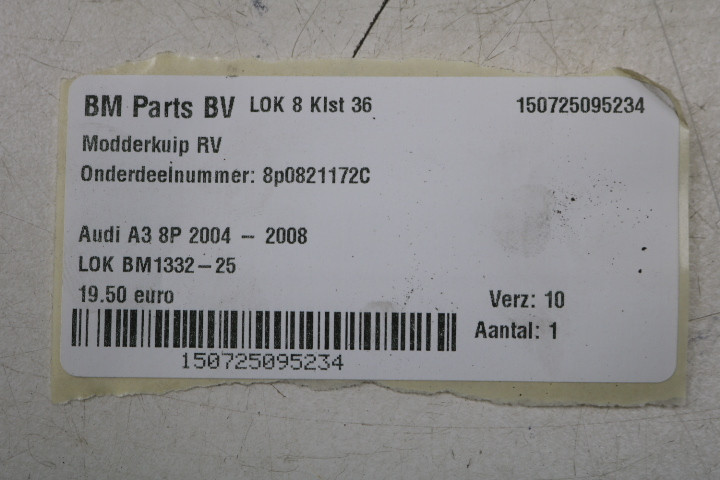 BM Parts BV LOK 8 Klst 36 150725095234
Modderkuip RV
Onderdeelnummer: 8p0821172C
Audi A3 8P 2004 - 2008
LOK BM1332-25
19.50 euro Verz: 10
Aantal: 1
150725095234